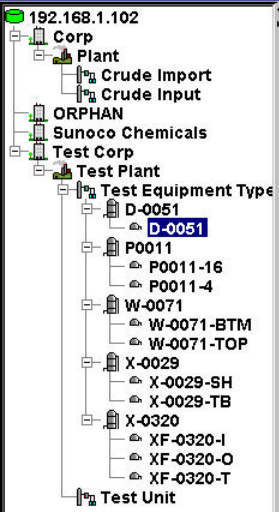 192.168.1.102
Corp
Plant
Crude Import
Crude Input
ORPHAN
Sunoco Chemicals
Test Corp
Test Plant
Test Equipment Type
D-0051
D-0051
P0011
P0011-16
P0011-4
W-0071
W-0071-BTM
W-0071-TOP
X-0029
X-0029-SH
X-0029-TB
X-0320
XF-0320-I
XF-0320-O
XF-0320-T
Test Unit